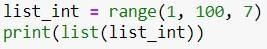 list_int = range(1, 100, 7)
print(list(list_int))